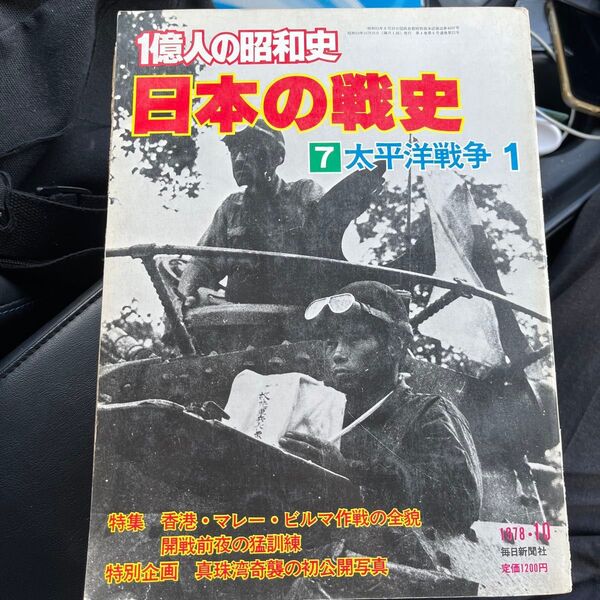 1億人の昭和史
日本の戦史
7 太平洋戦争 1
特集 香港・マレー・ビルマ作戦の全貌
開戦前夜の猛訓練
特別企画 真珠湾奇襲の初公開写真
1978・10
毎日新聞社
定価1200円